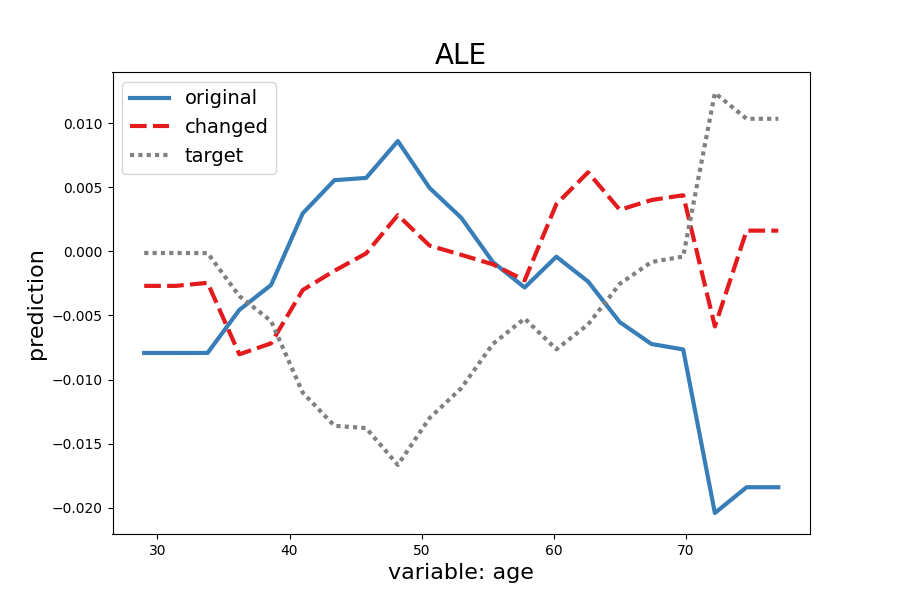 ALE
original
changed
target
prediction
0.010
0.005
0.000
−0.005
−0.010
−0.015
−0.020
30 40 50 60 70
variable: age